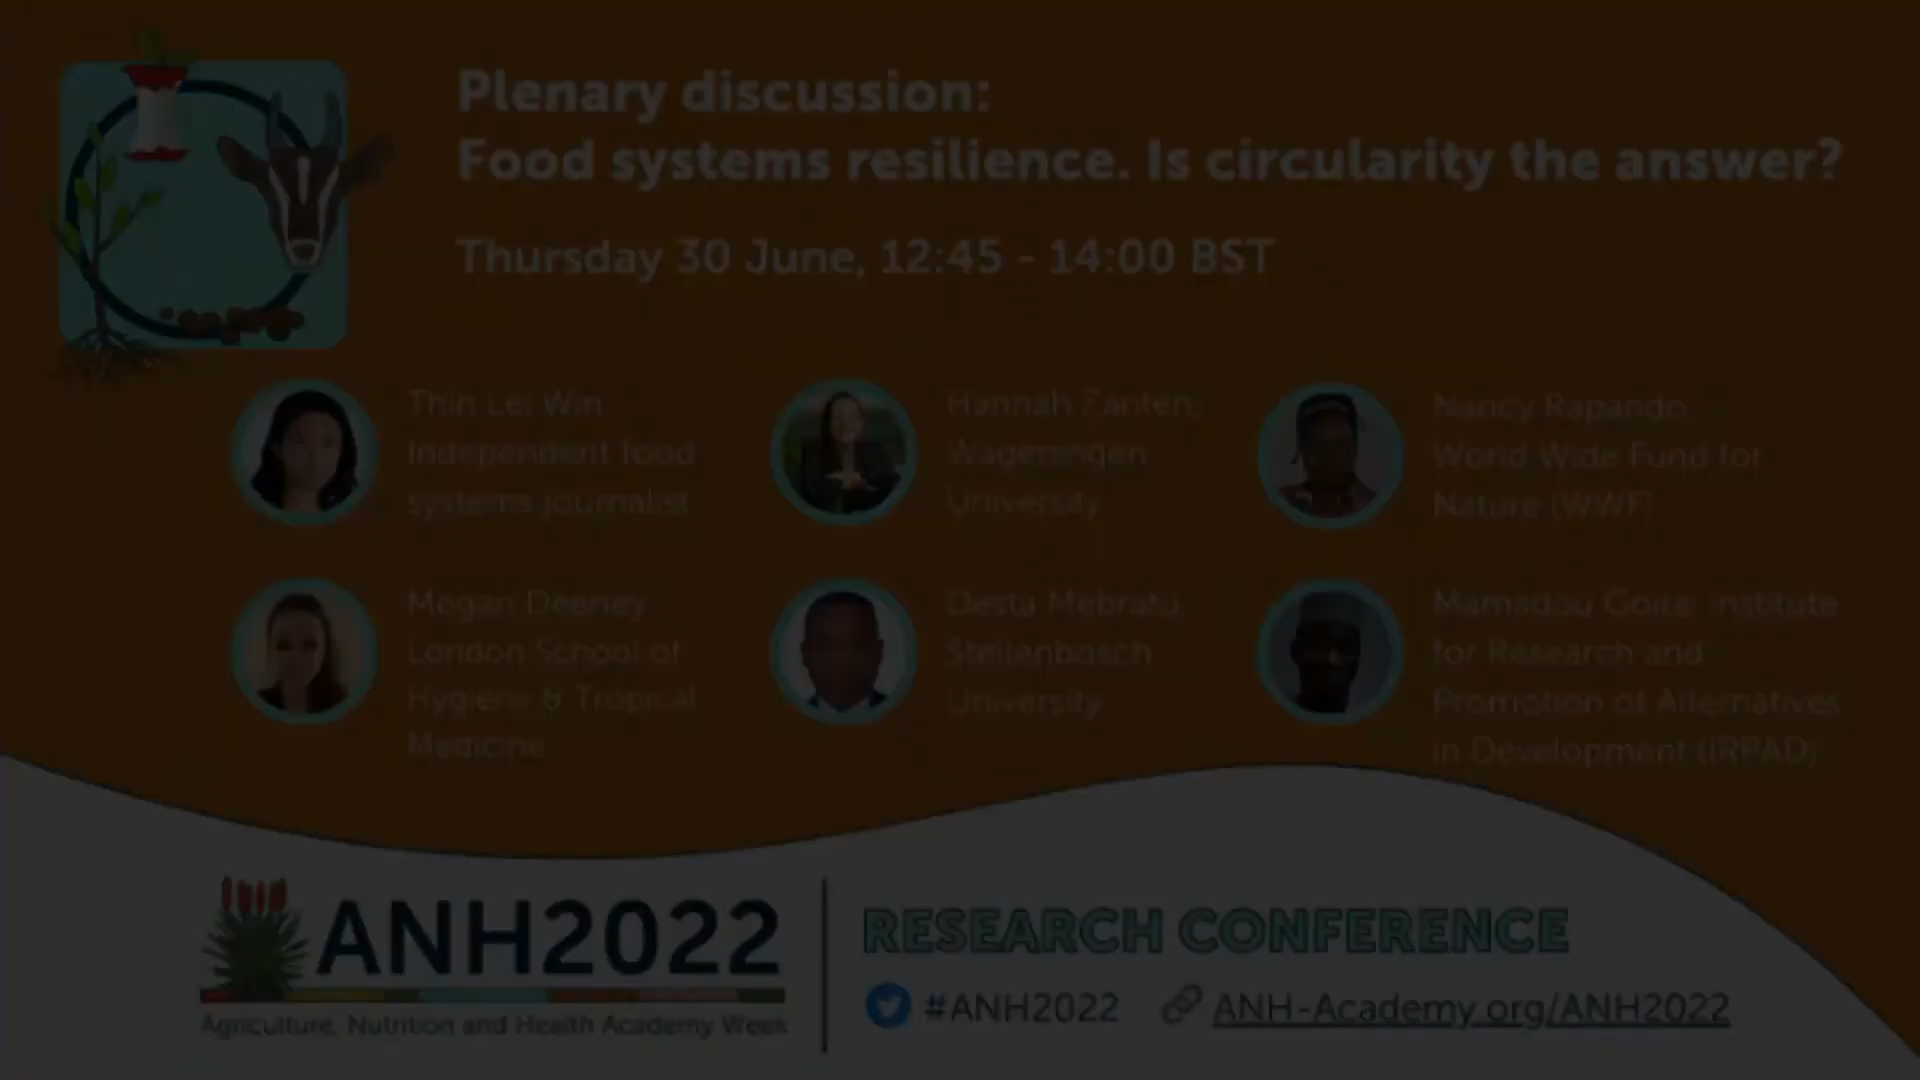 Plenary discussion:
Food systems resilience. Is circularity the answer?
Thursday 30 June, 12:45 - 14:00 BST
Thin Lei Win
Independent food
systems journalist
Hannah Zanten,
Wageningen
University
Nancy Rapando,
World Wide Fund for
Nature (WWF)
Megan Deeney,
London School of
Hygiene & Tropical
Medicine
Desta Mebratu,
Stellenbosch
University
Mamadou Goita: Institute
for Research and
Promotion of Alternatives
in Development (IRPAD)
ANH2022
Agriculture, Nutrition and Health Academy Week
RESEARCH CONFERENCE
#ANH2022
ANH-Academy.org/ANH2022